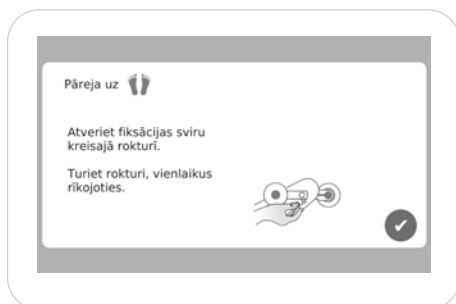 Pāreja uz
Atveriet fiksācijas sviru
kreisajā rokturī.
Turiet rokturi, vienlaikus
rīkojoties.